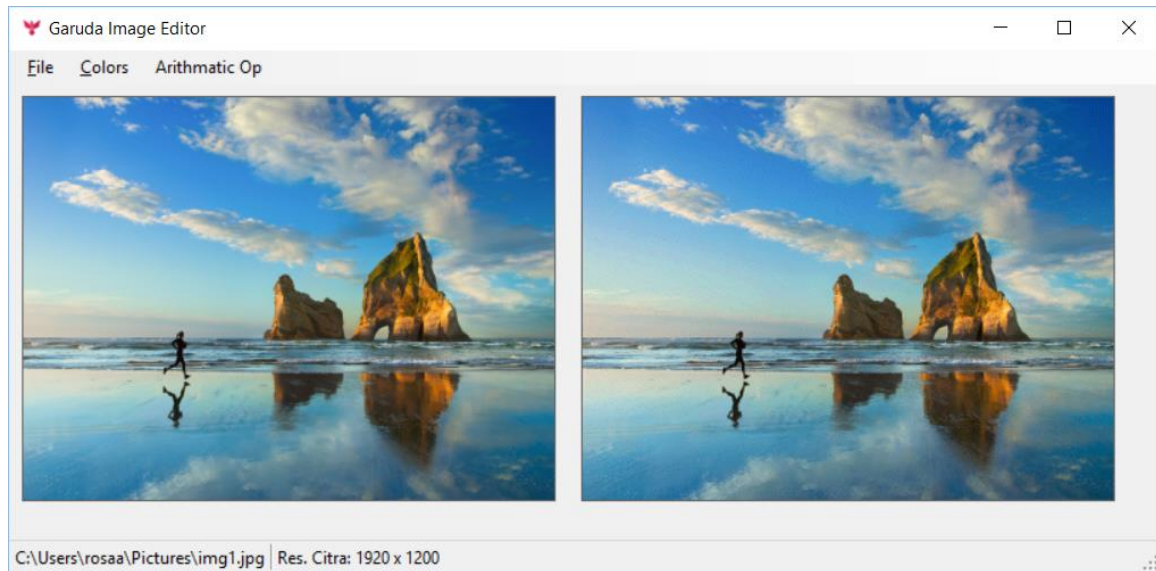 Garuda Image Editor
File Colors Arithmatic Op
C:\Users\rosaa\Pictures\img1.jpg Res. Citra: 1920 x 1200